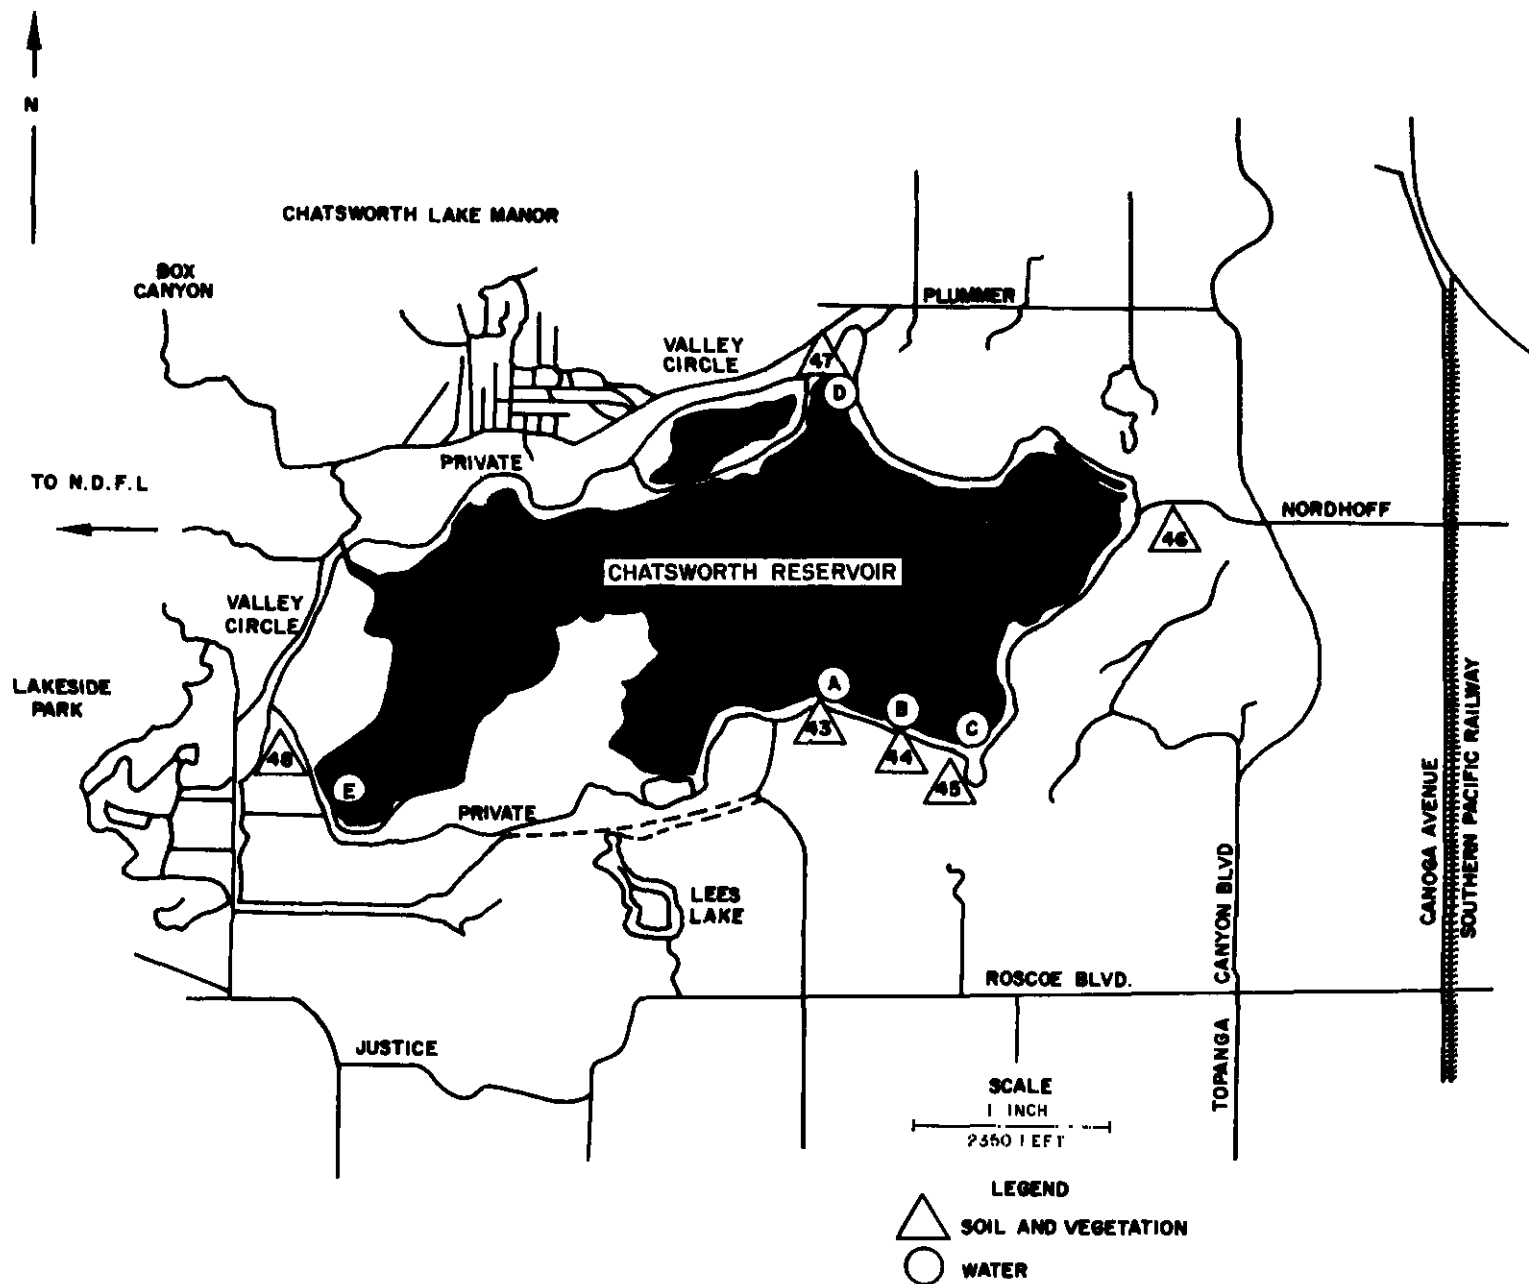 N
CHATSWORTH LAKE MANOR
BOX
CANYON
PLUMMER
VALLEY
CIRCLE
47
D
PRIVATE
TO N.D.F.L
NORDHOFF
46
CHATSWORTH RESERVOIR
VALLEY
CIRCLE
LAKESIDE
PARK
A
43
B
44
C
45
48
E
PRIVATE
LEES
LAKE
CANOGA AVENUE
SOUTHERN PACIFIC RAILWAY
TOPANGA CANYON BLVD
ROSCOE BLVD.
JUSTICE
SCALE
1 INCH
2350 FEET
LEGEND
SOIL AND VEGETATION
WATER